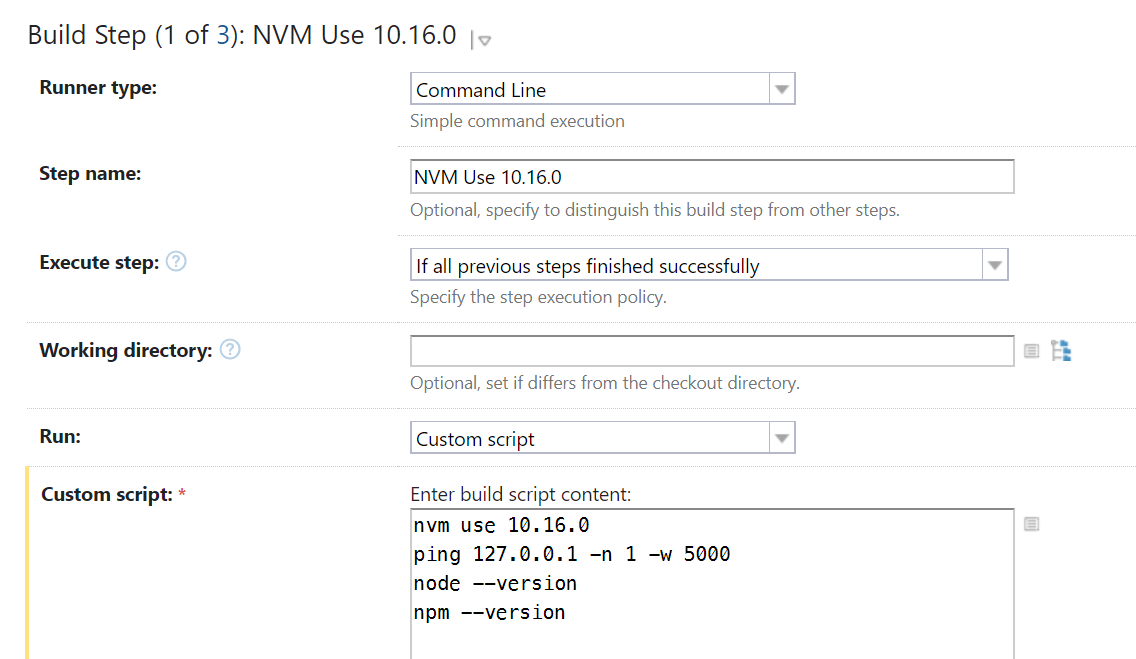 Build Step (1 of 3): NVM Use 10.16.0
Runner type:
Command Line
Simple command execution
Step name:
NVM Use 10.16.0
Optional, specify to distinguish this build step from other steps.
Execute step: ?
If all previous steps finished successfully
Specify the step execution policy.
Working directory: ?
Optional, set if differs from the checkout directory.
Run:
Custom script
Custom script: *
Enter build script content:
nvm use 10.16.0
ping 127.0.0.1 -n 1 -w 5000
node --version
npm --version